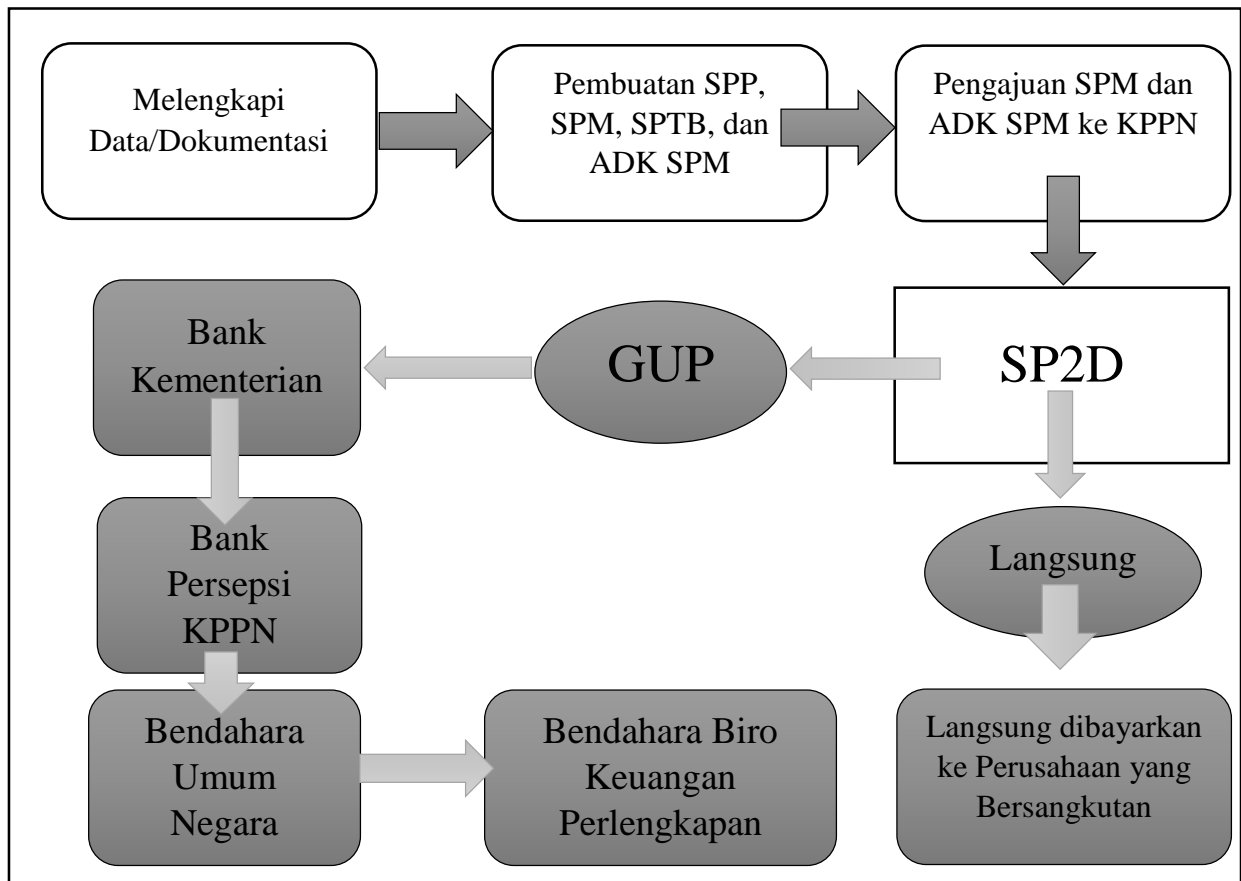 Melengkapi
Data/Dokumentasi
Pembuatan SPP,
SPM, SPTB, dan
ADK SPM
Pengajuan SPM dan
ADK SPM ke KPPN
SP2D
GUP
Bank
Kementerian
Bank
Persepsi
KPPN
Bendahara
Umum
Negara
Bendahara Biro
Keuangan
Perlengkapan
Langsung
Langsung dibayarkan
ke Perusahaan yang
Bersangkutan